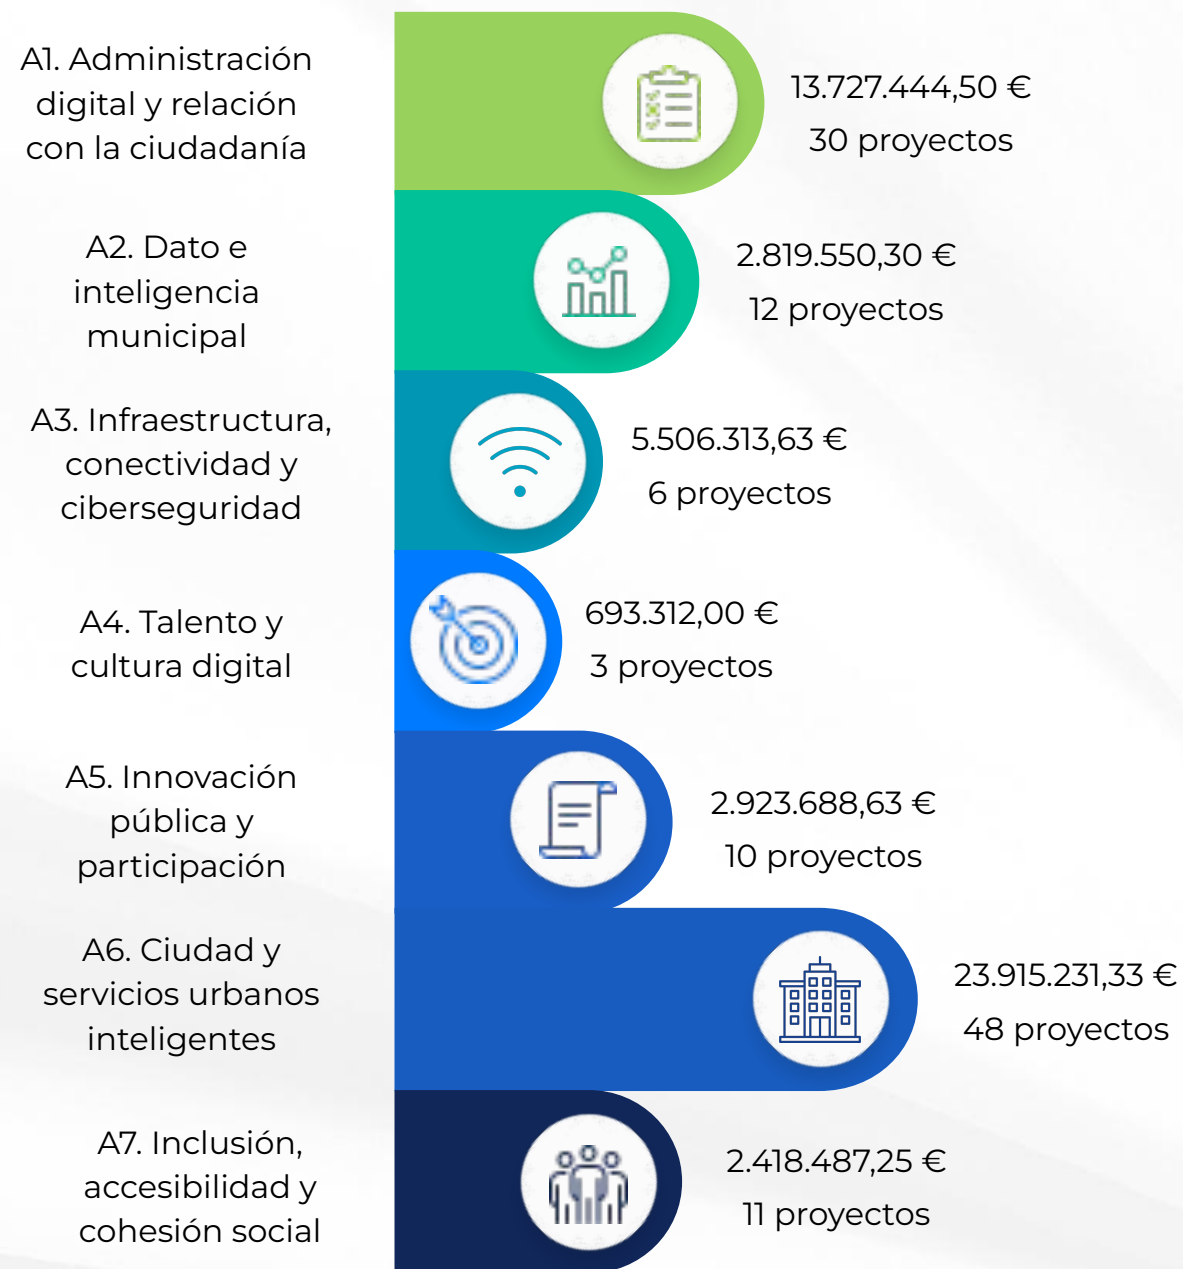 A1. Administración
digital y relación
con la ciudadanía
13.727.444,50 €
30 proyectos
A2. Dato e
inteligencia
municipal
2.819.550,30 €
12 proyectos
A3. Infraestructura,
conectividad y
ciberseguridad
5.506.313,63 €
6 proyectos
A4. Talento y
cultura digital
693.312,00 €
3 proyectos
A5. Innovación
pública y
participación
2.923.688,63 €
10 proyectos
A6. Ciudad y
servicios urbanos
inteligentes
23.915.231,33 €
48 proyectos
A7. Inclusión,
accesibilidad y
cohesión social
2.418.487,25 €
11 proyectos